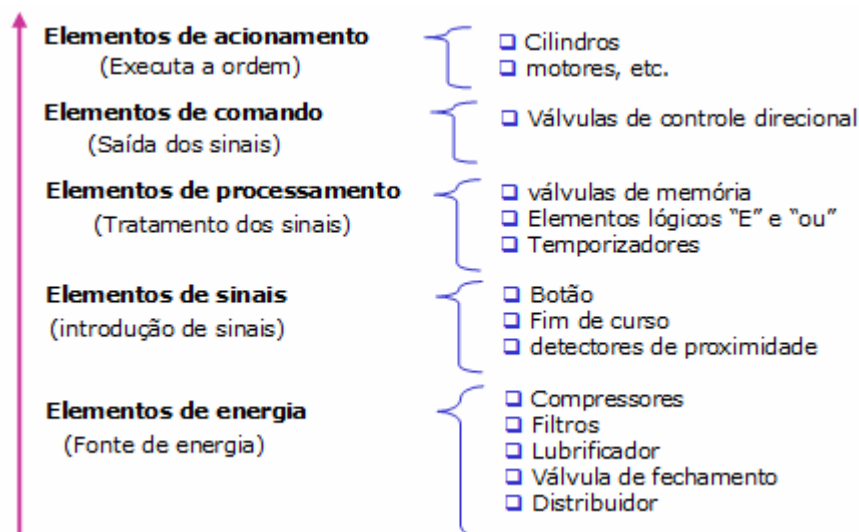 Elementos de acionamento
(Executa a ordem)
Cilindros
motores, etc.
Elementos de comando
(Saída dos sinais)
Válvulas de controle direcional
Elementos de processamento
(Tratamento dos sinais)
válvulas de memória
Elementos lógicos “E” e “ou”
Temporizadores
Elementos de sinais
(introdução de sinais)
Botão
Fim de curso
detectores de proximidade
Elementos de energia
(Fonte de energia)
Compressores
Filtros
Lubrificador
Válvula de fechamento
Distribuidor